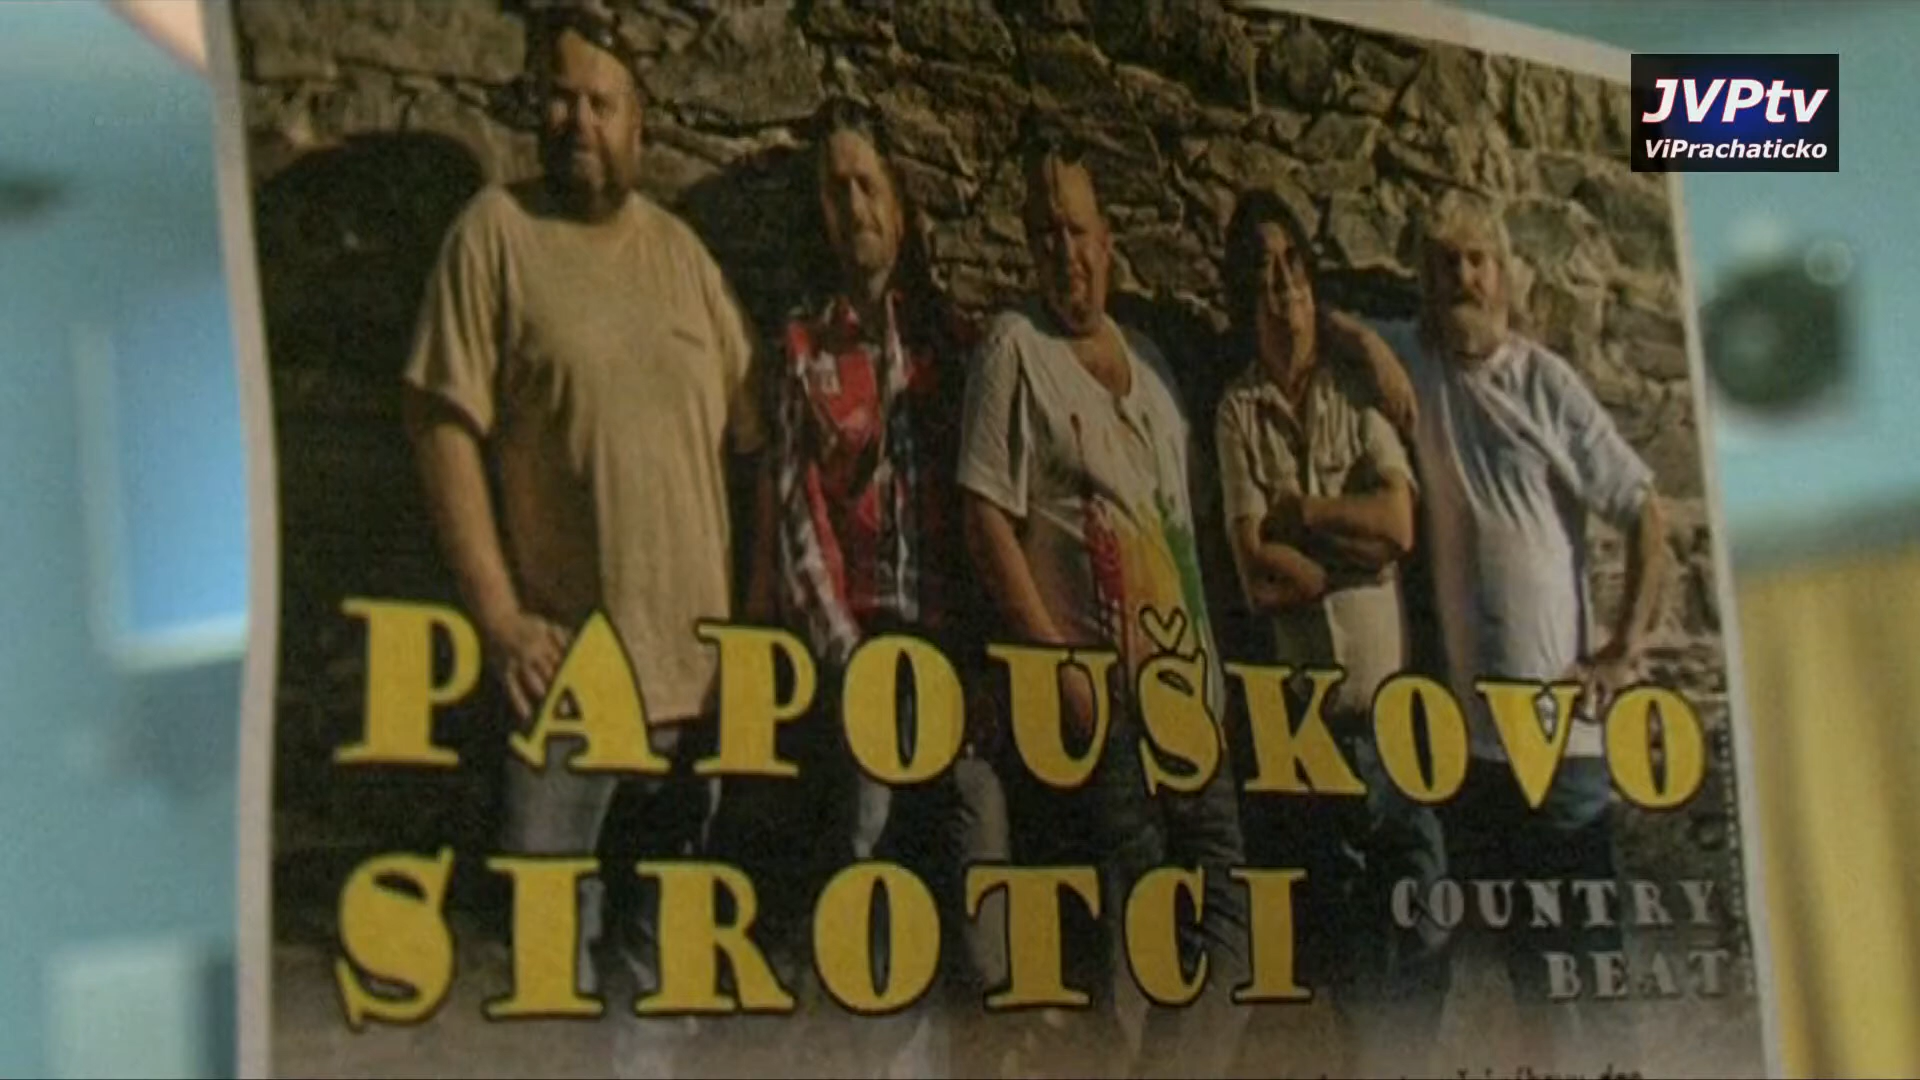 JVPtv
ViPrachaticko
PAPOUŠKOVO
SIROTCI
COUNTRY
BEAT